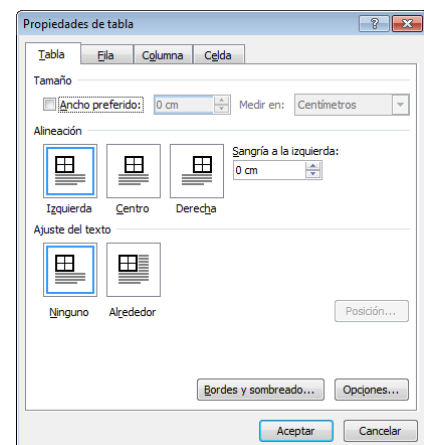 Propiedades de tabla
Tabla Fila Columna Celda
Tamaño
Ancho preferido: 0 cm Medir en: Centímetros
Alineación
Sangría a la izquierda:
0 cm
Izquierda Centro Derecha
Ajuste del texto
Ninguno Alrededor
Posición...
Bordes y sombreado... Opciones...
Aceptar Cancelar